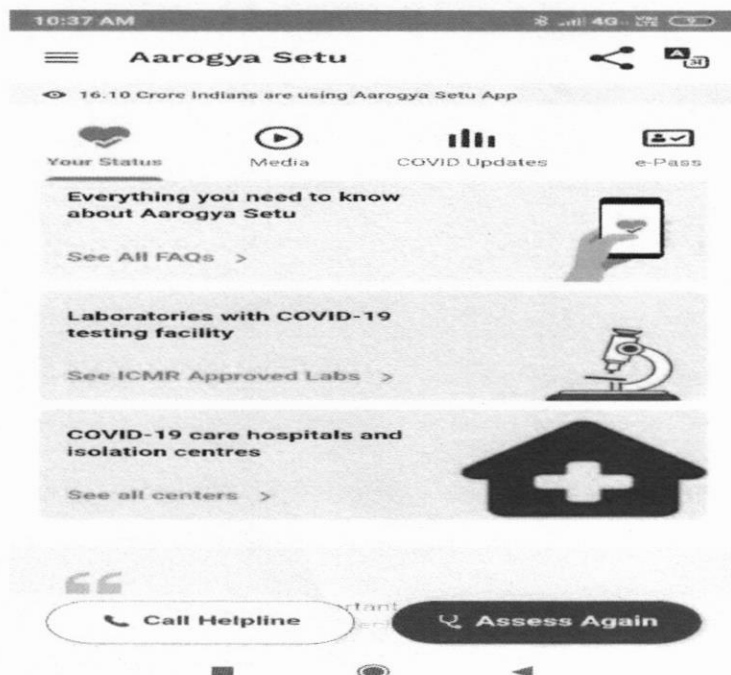 10:37 AM 4G
Aarogya Setu
16.10 Crore Indians are using Aarogya Setu App
Your Status Media COVID Updates e-Pass
Everything you need to know
about Aarogya Setu
See All FAQs >
Laboratories with COVID-19
testing facility
See ICMR Approved Labs >
COVID-19 care hospitals and
isolation centres
See all centers >
Call Helpline Assess Again